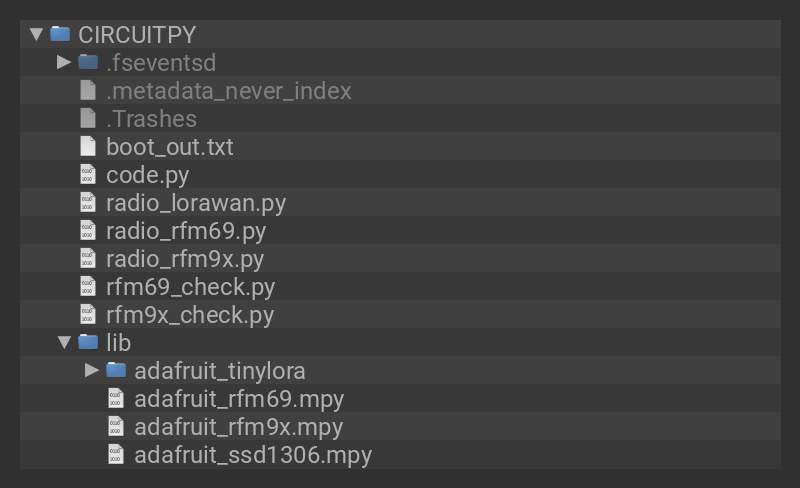 CIRCUITPY
.fseventsd
.metadata_never_index
.Trashes
boot_out.txt
code.py
radio_lorawan.py
radio_rfm69.py
radio_rfm9x.py
rfm69_check.py
rfm9x_check.py
lib
adafruit_tinylora
adafruit_rfm69.mpy
adafruit_rfm9x.mpy
adafruit_ssd1306.mpy